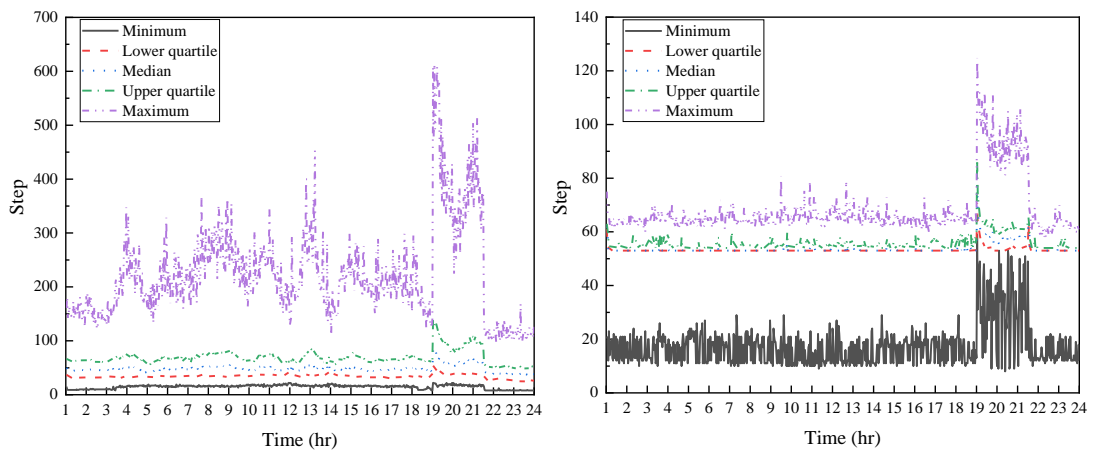 700
600
500
400
300
200
100
0
Step
Minimum
Lower quartile
Median
Upper quartile
Maximum
1 2 3 4 5 6 7 8 9 10 11 12 13 14 15 16 17 18 19 20 21 22 23 24
Time (hr)
140
120
100
80
60
40
20
0
Step
Minimum
Lower quartile
Median
Upper quartile
Maximum
1 2 3 4 5 6 7 8 9 10 11 12 13 14 15 16 17 18 19 20 21 22 23 24
Time (hr)